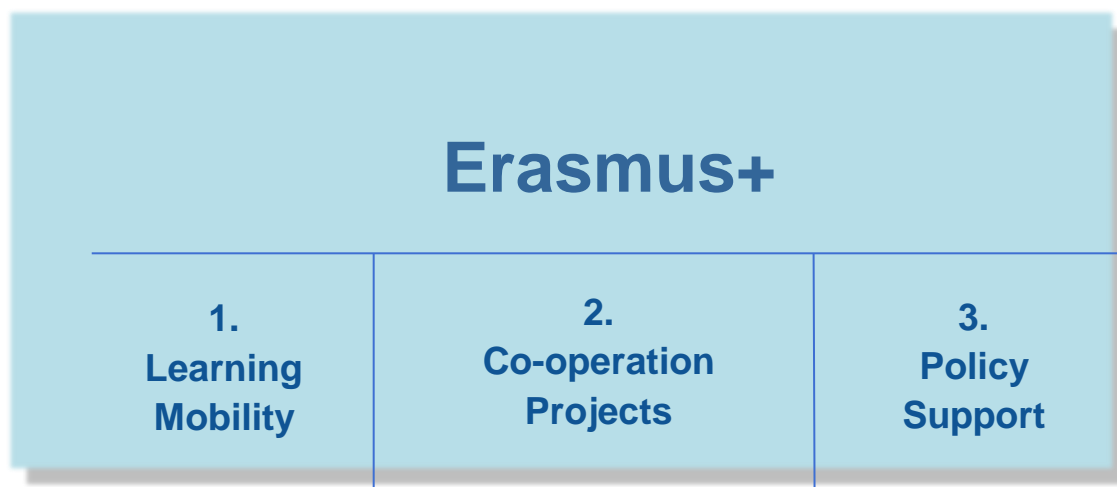 Erasmus+
1.
Learning
Mobility
2.
Co-operation
Projects
3.
Policy
Support